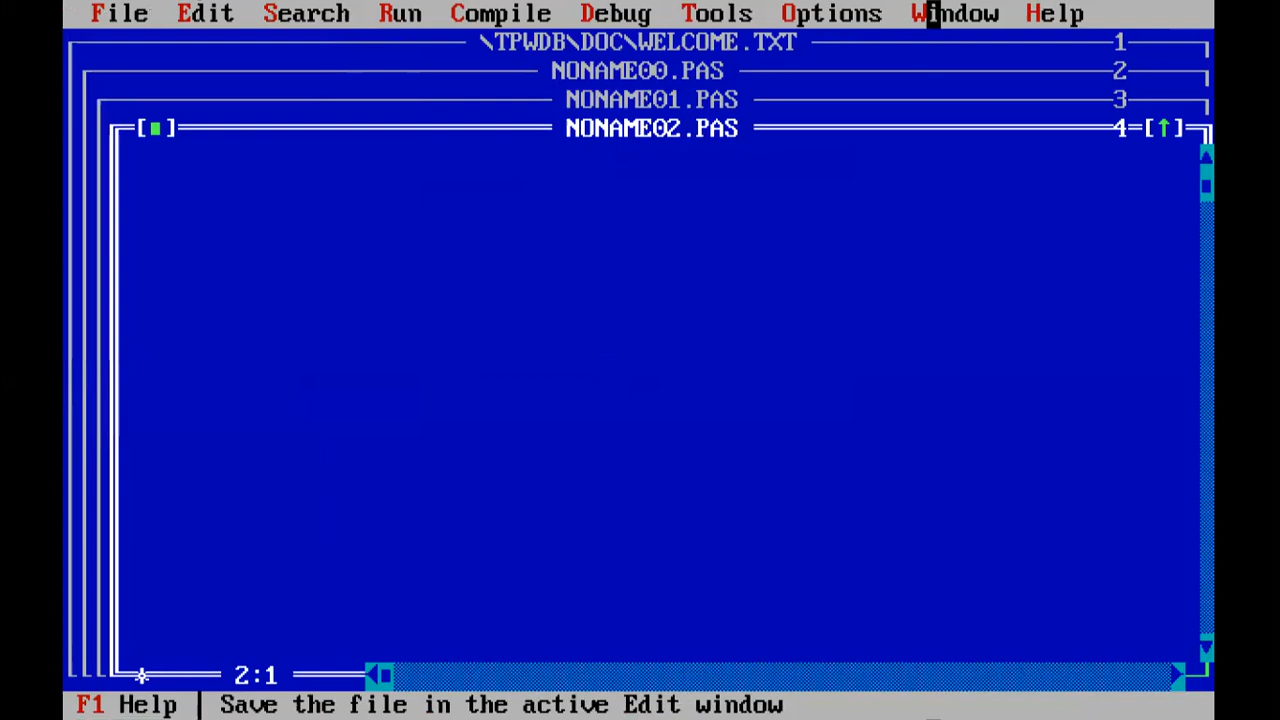 File Edit Search Run Compile Debug Tools Options Window Help
\TPWDB\DOC\WELCOME.TXT 1
NONAME00.PAS 2
NONAME01.PAS 3
[■] NONAME02.PAS 4=[↑]
2:1
F1 Help │ Save the file in the active Edit window